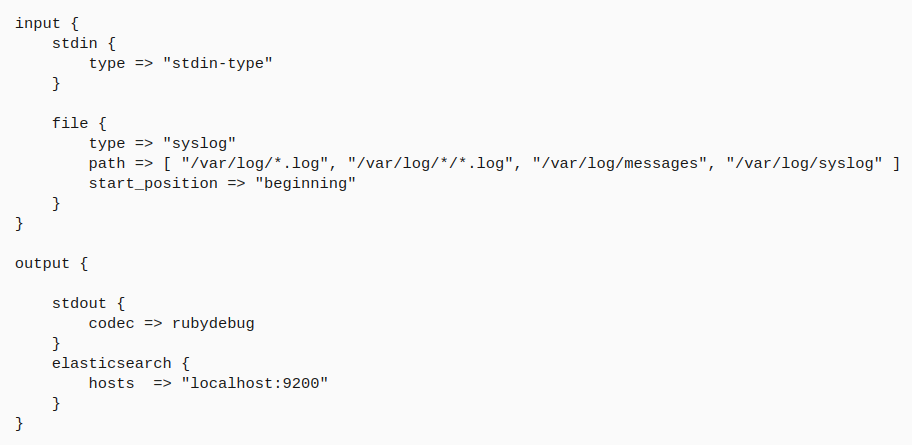 input {
    stdin {
        type => "stdin-type"
    }

    file {
        type => "syslog"
        path => [ "/var/log/*.log", "/var/log/*/*.log", "/var/log/messages", "/var/log/syslog" ]
        start_position => "beginning"
    }
}

output {

    stdout {
        codec => rubydebug
    }
    elasticsearch {
        hosts  => "localhost:9200"
    }
}